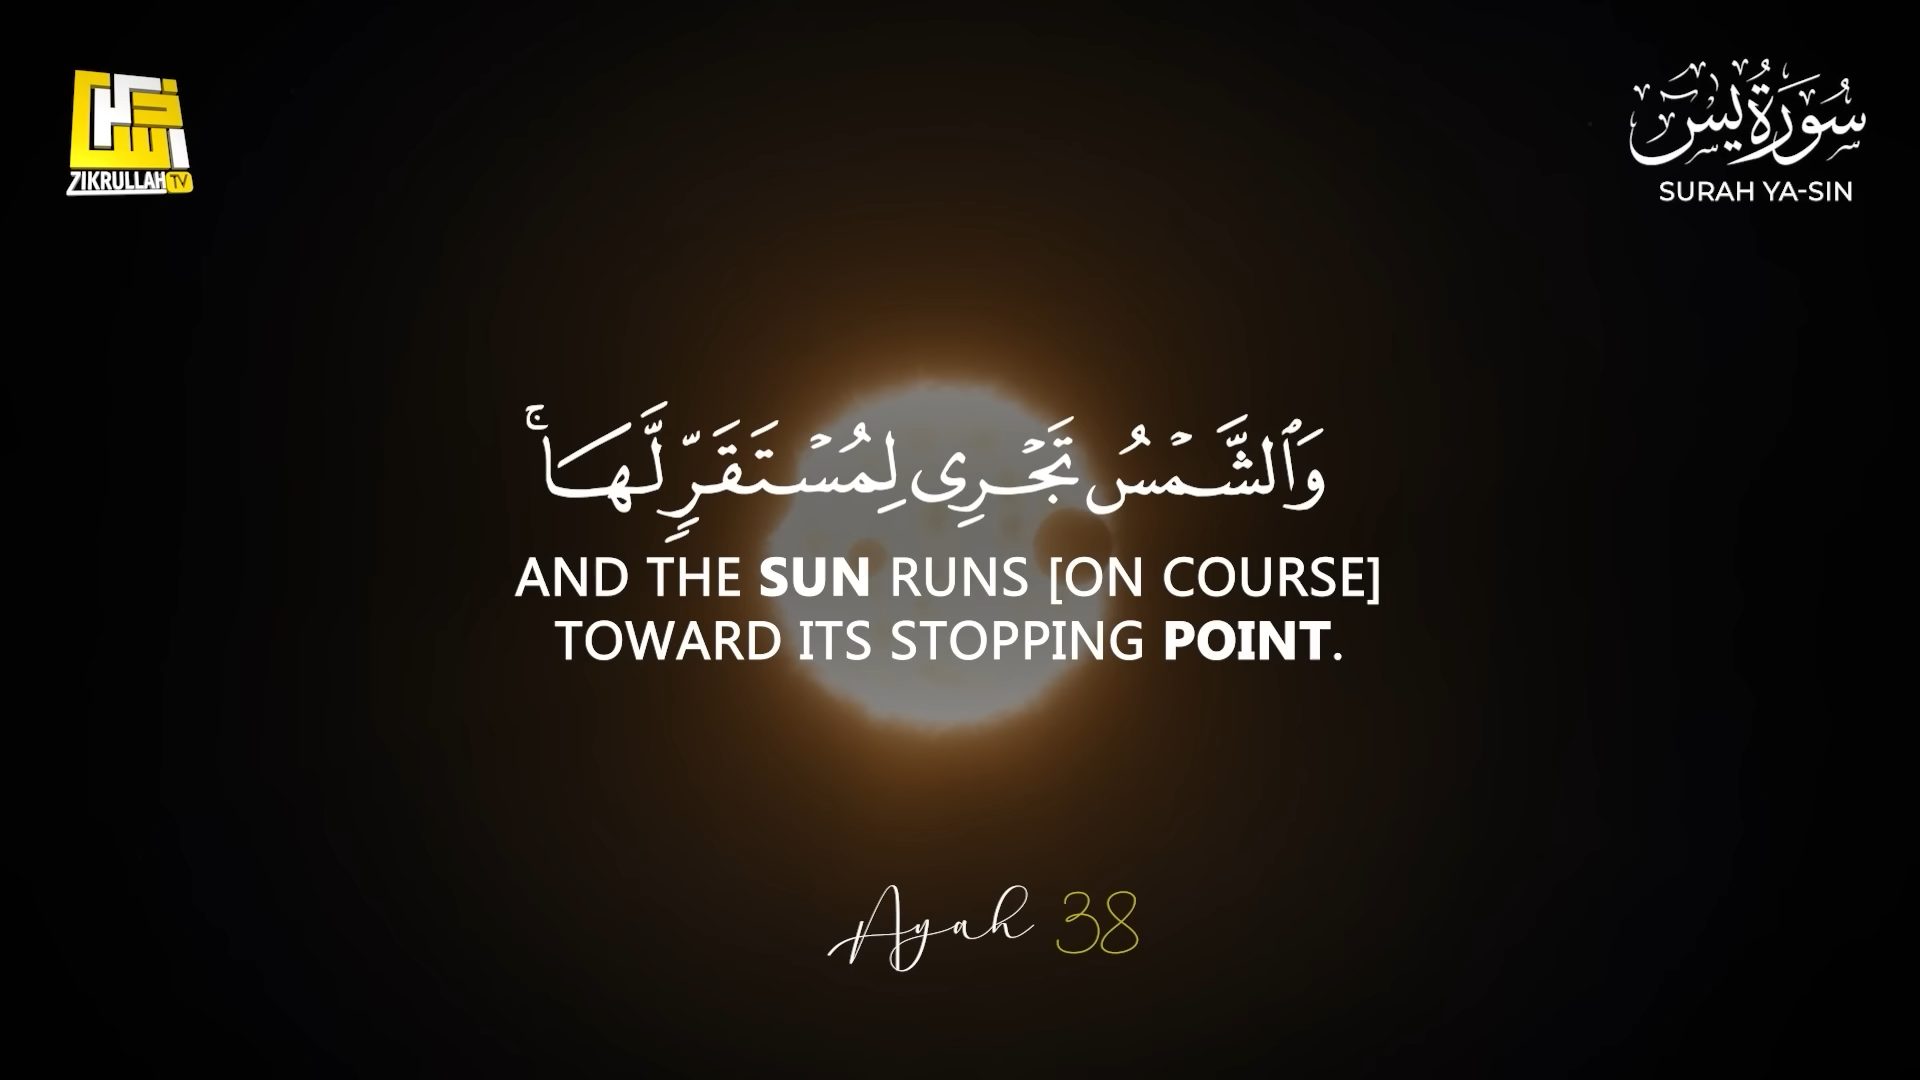 ZIKRULLAH TV
سُورَةُ يسٓ
SURAH YA-SIN
وَٱلشَّمْسُ تَجْرِى لِمُسْتَقَرٍّ لَّهَا ۚ
AND THE SUN RUNS [ON COURSE]
TOWARD ITS STOPPING POINT.
Ayah 38